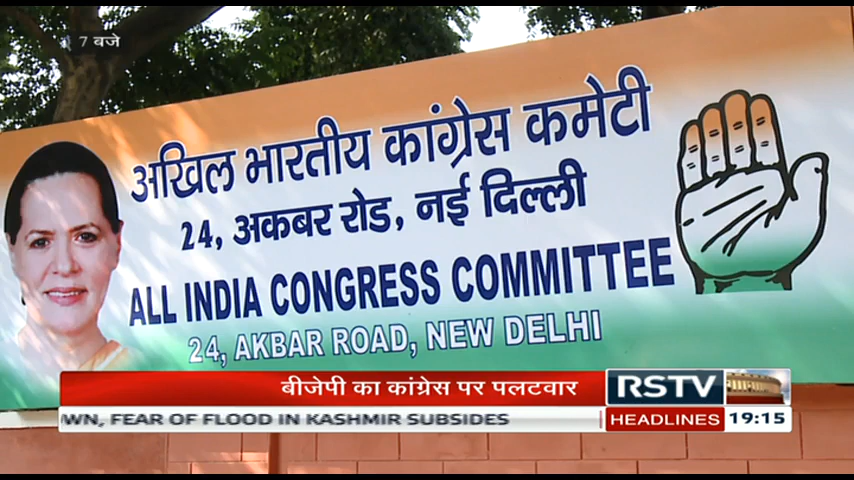 7 बजे
अखिल भारतीय कांग्रेस कमेटी
24, अकबर रोड, नई दिल्ली
ALL INDIA CONGRESS COMMITTEE
24, AKBAR ROAD, NEW DELHI
बीजेपी का कांग्रेस पर पलटवार
RSTV
WN, FEAR OF FLOOD IN KASHMIR SUBSIDES
HEADLINES 19:15